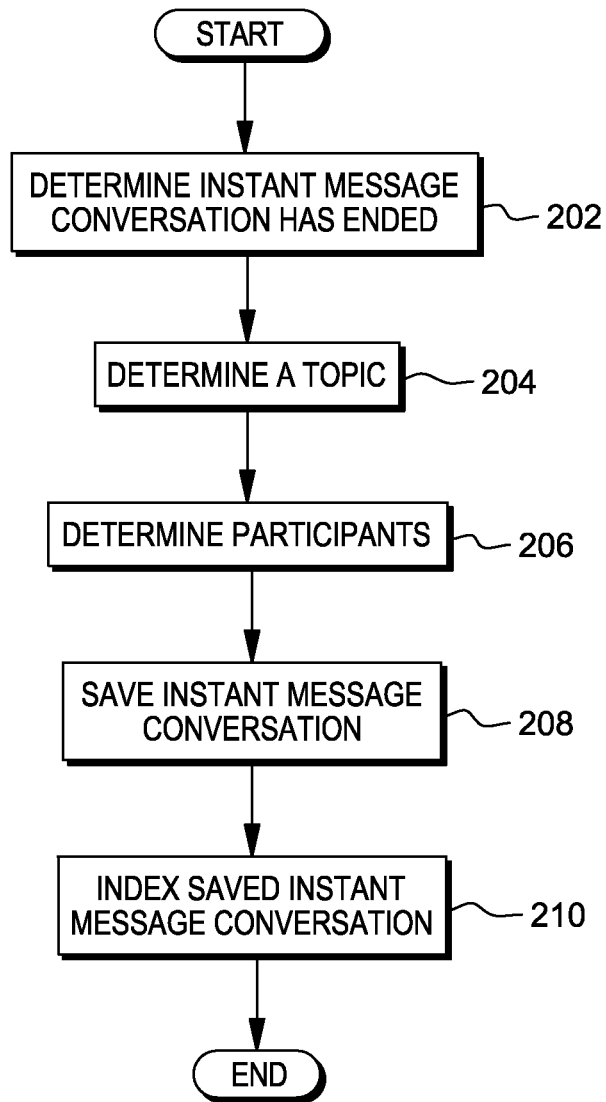 START
DETERMINE INSTANT MESSAGE
CONVERSATION HAS ENDED
202
DETERMINE A TOPIC
204
DETERMINE PARTICIPANTS
206
SAVE INSTANT MESSAGE
CONVERSATION
208
INDEX SAVED INSTANT
MESSAGE CONVERSATION
210
END